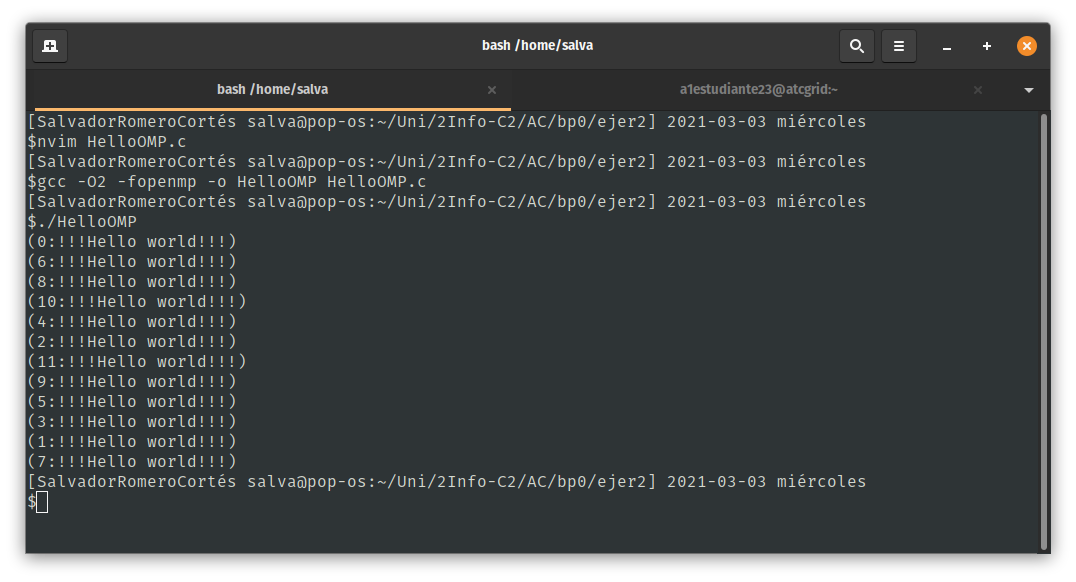 bash /home/salva
bash /home/salva
a1estudiante23@atcgrid:~
[SalvadorRomeroCortés salva@pop-os:~/Uni/2Info-C2/AC/bp0/ejer2] 2021-03-03 miércoles
$nvim HelloOMP.c
[SalvadorRomeroCortés salva@pop-os:~/Uni/2Info-C2/AC/bp0/ejer2] 2021-03-03 miércoles
$gcc -O2 -fopenmp -o HelloOMP HelloOMP.c
[SalvadorRomeroCortés salva@pop-os:~/Uni/2Info-C2/AC/bp0/ejer2] 2021-03-03 miércoles
$./HelloOMP
(0:!!!Hello world!!!)
(6:!!!Hello world!!!)
(8:!!!Hello world!!!)
(10:!!!Hello world!!!)
(4:!!!Hello world!!!)
(2:!!!Hello world!!!)
(11:!!!Hello world!!!)
(9:!!!Hello world!!!)
(5:!!!Hello world!!!)
(3:!!!Hello world!!!)
(1:!!!Hello world!!!)
(7:!!!Hello world!!!)
[SalvadorRomeroCortés salva@pop-os:~/Uni/2Info-C2/AC/bp0/ejer2] 2021-03-03 miércoles
$